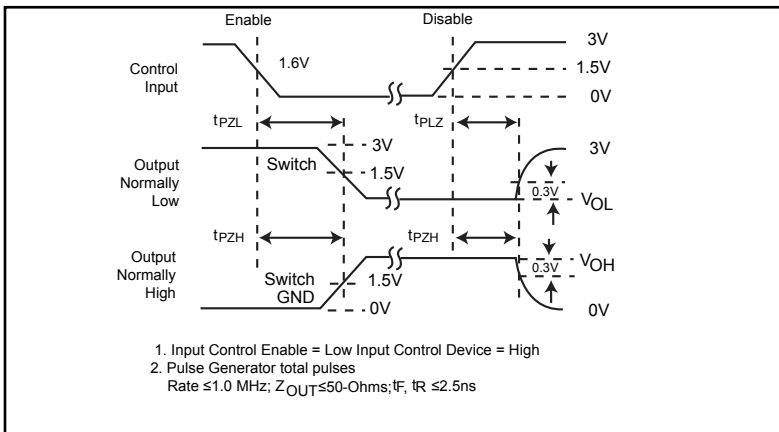 Enable
Disable
Control
Input
1.6V
3V
1.5V
0V
tPZL
tPLZ
Output
Normally
Low
Switch
3V
1.5V
3V
0.3V
VOL
tPZH
tPZH
Output
Normally
High
Switch
GND
1.5V
0V
VOH
0.3V
0V
1. Input Control Enable = Low Input Control Device = High
2. Pulse Generator total pulses
Rate ≤1.0 MHz; ZOUT≤50-Ohms;tF, tR ≤2.5ns